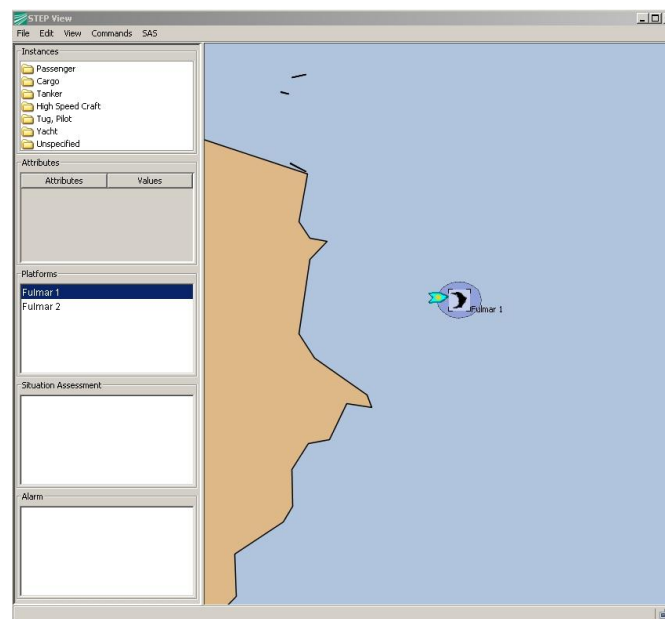 STEP View
File Edit View Commands SAS
Instances
Passenger
Cargo
Tanker
High Speed Craft
Tug, Pilot
Yacht
Unspecified
Attributes
Attributes Values
Platforms
Fulmar 1
Fulmar 2
Situation Assessment
Alarm
Fulmar 1